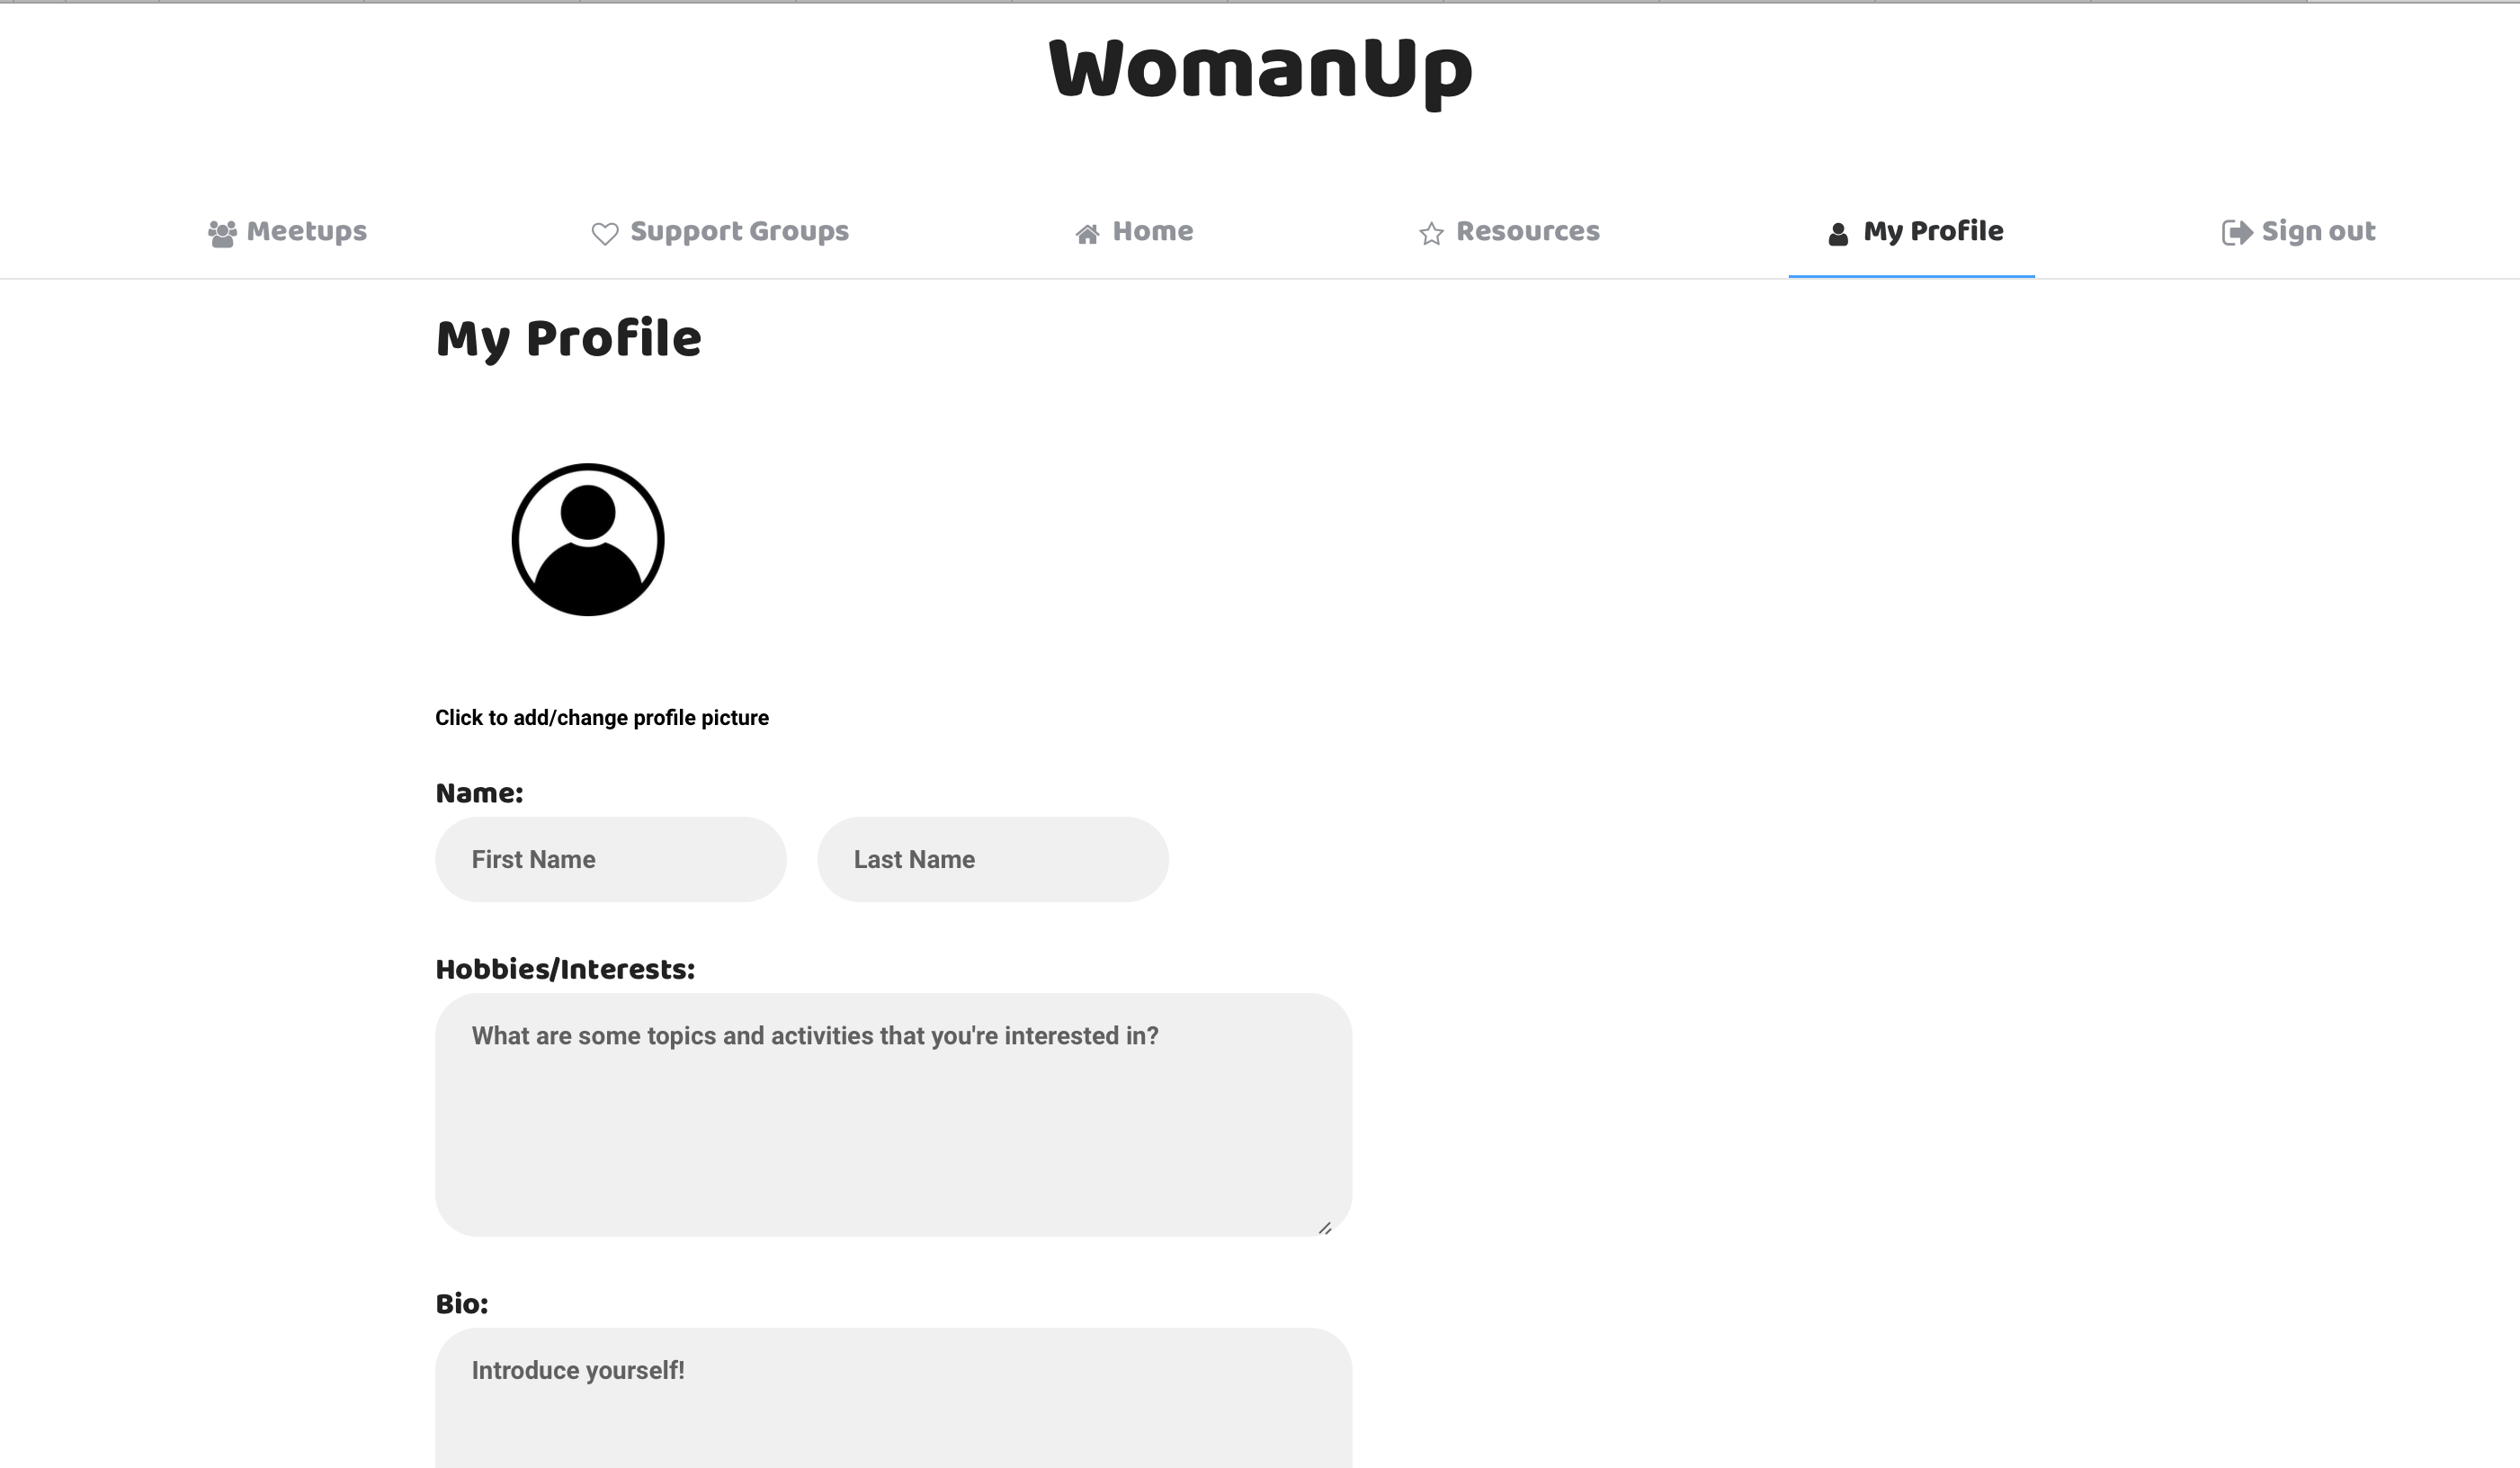 WomanUp
Meetups Support Groups Home Resources My Profile Sign out
My Profile
Click to add/change profile picture
Name:
First Name Last Name
Hobbies/Interests:
What are some topics and activities that you're interested in?
Bio:
Introduce yourself!